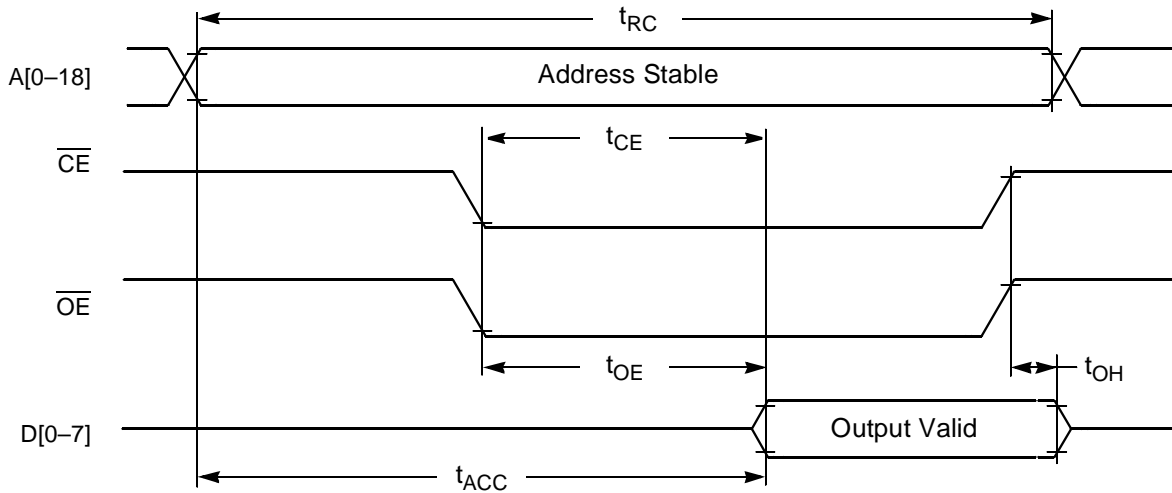 tRC
A[0–18]
Address Stable
tCE
CE
OE
tOE
tOH
D[0–7]
Output Valid
tACC